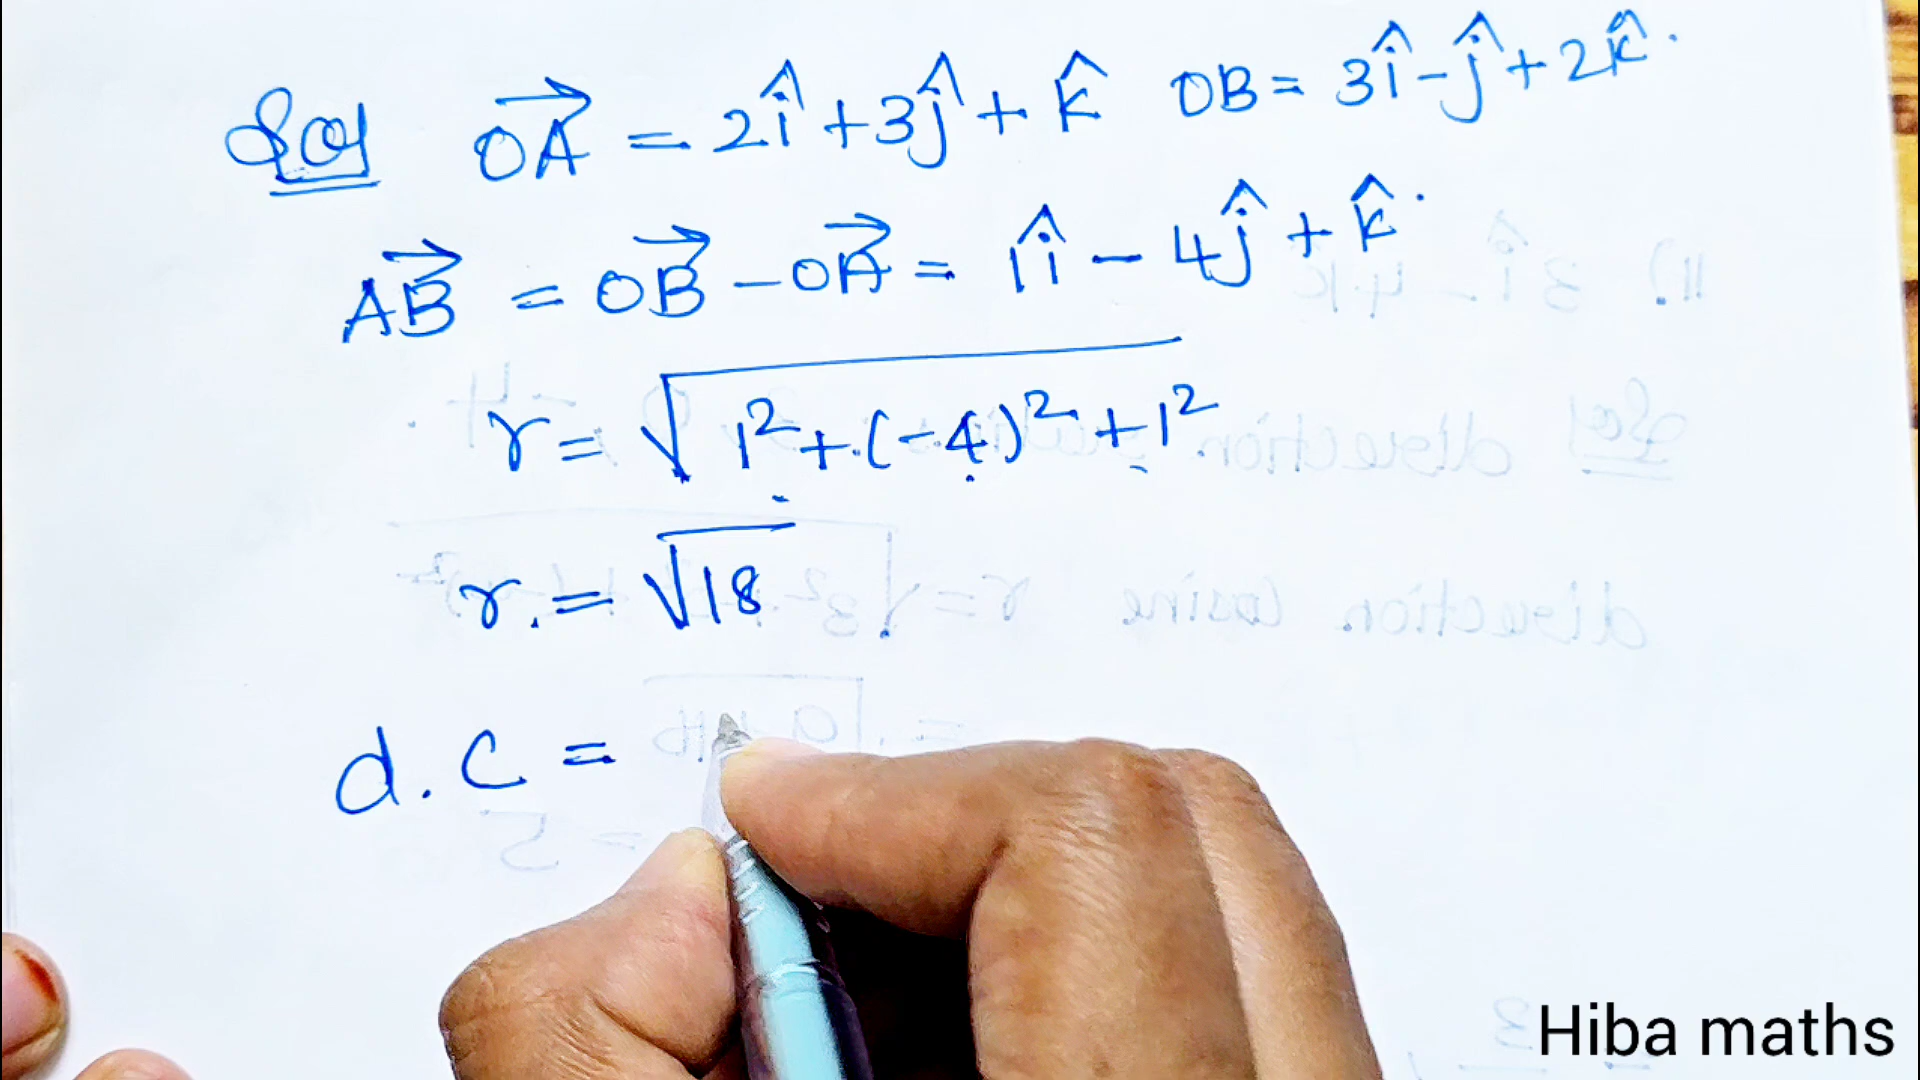 Sol OA = 2î + 3ĵ + k̂ OB = 3î - ĵ + 2k̂.
AB = OB - OA = 1î - 4ĵ + k̂.
r = √1² + (-4)² + 1²
r. = √18
d. c =
Hiba maths